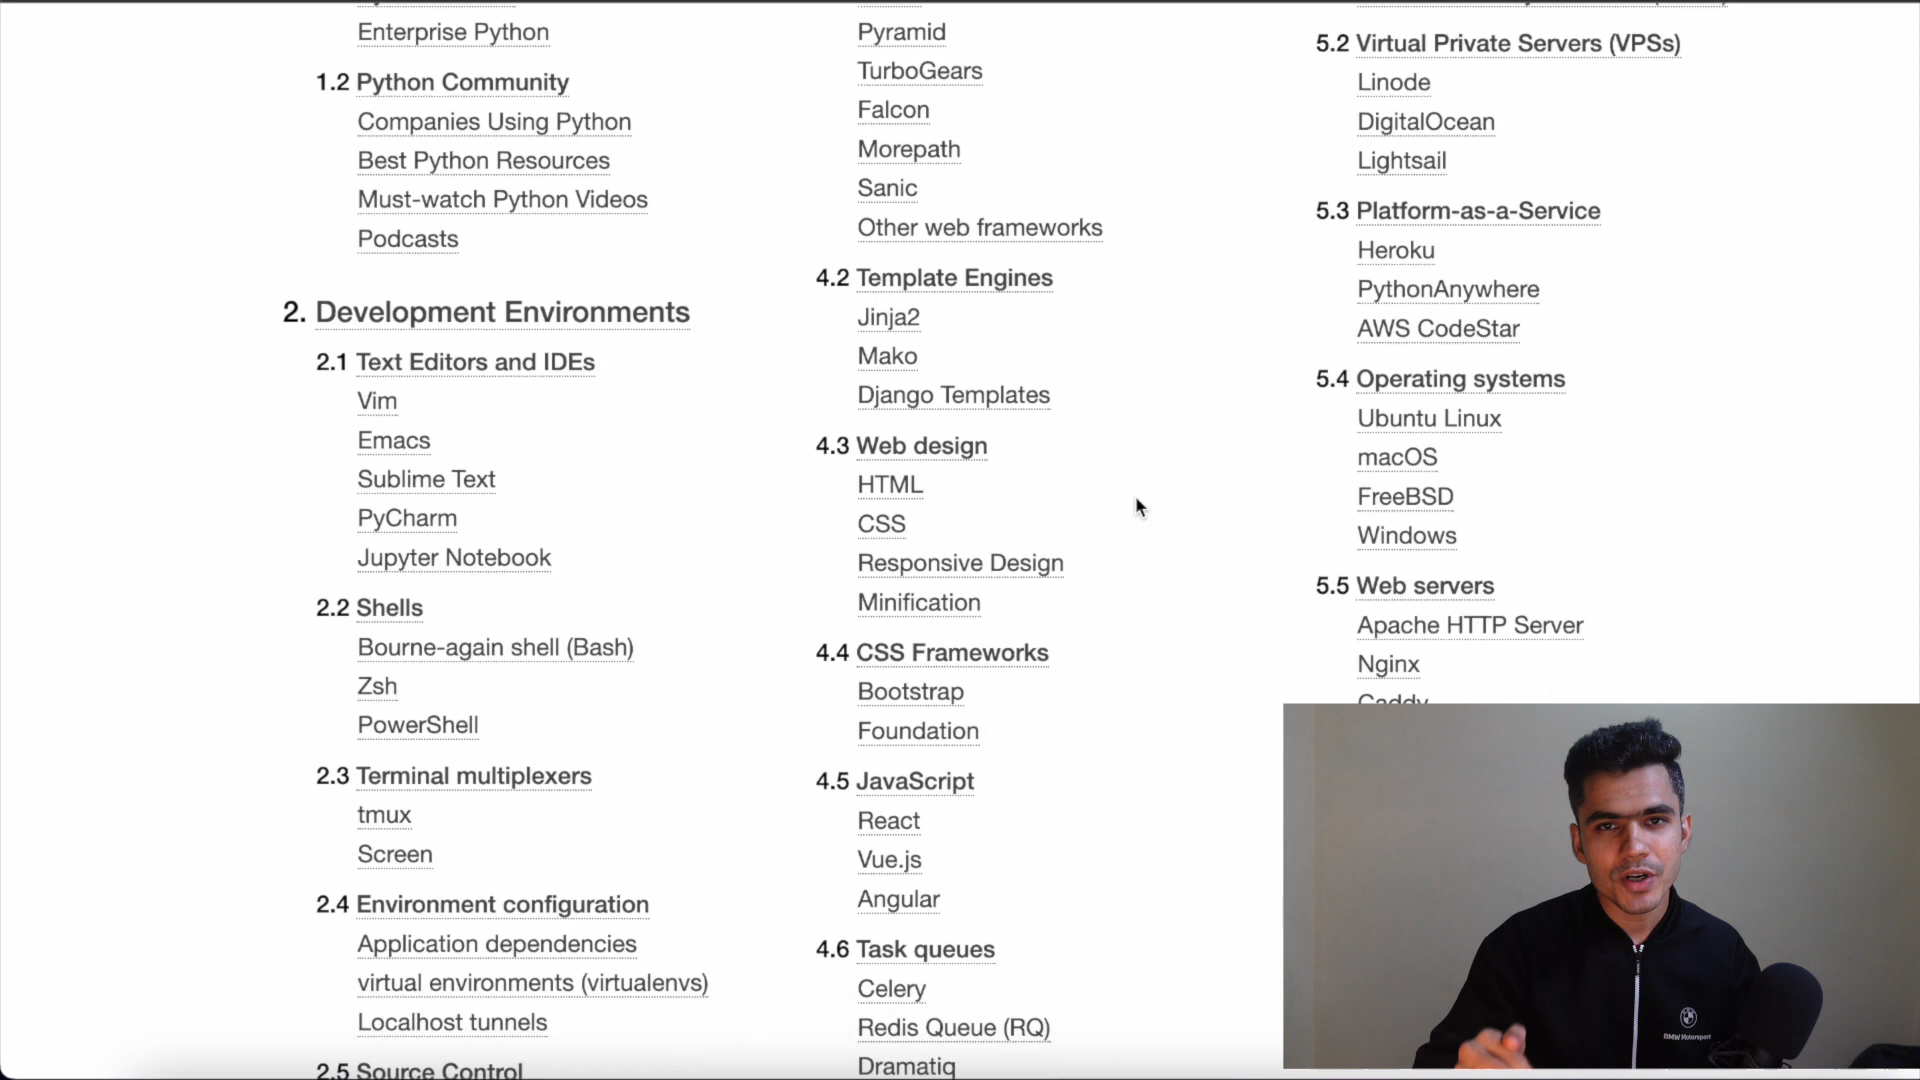 Enterprise Python
1.2 Python Community
Companies Using Python
Best Python Resources
Must-watch Python Videos
Podcasts
2. Development Environments
2.1 Text Editors and IDEs
Vim
Emacs
Sublime Text
PyCharm
Jupyter Notebook
2.2 Shells
Bourne-again shell (Bash)
Zsh
PowerShell
2.3 Terminal multiplexers
tmux
Screen
2.4 Environment configuration
Application dependencies
virtual environments (virtualenvs)
Localhost tunnels
2.5 Source Control
Pyramid
TurboGears
Falcon
Morepath
Sanic
Other web frameworks
4.2 Template Engines
Jinja2
Mako
Django Templates
4.3 Web design
HTML
CSS
Responsive Design
Minification
4.4 CSS Frameworks
Bootstrap
Foundation
4.5 JavaScript
React
Vue.js
Angular
4.6 Task queues
Celery
Redis Queue (RQ)
Dramatiq
5.2 Virtual Private Servers (VPSs)
Linode
DigitalOcean
Lightsail
5.3 Platform-as-a-Service
Heroku
PythonAnywhere
AWS CodeStar
5.4 Operating systems
Ubuntu Linux
macOS
FreeBSD
Windows
5.5 Web servers
Apache HTTP Server
Nginx
Caddy
BMW Motorsport